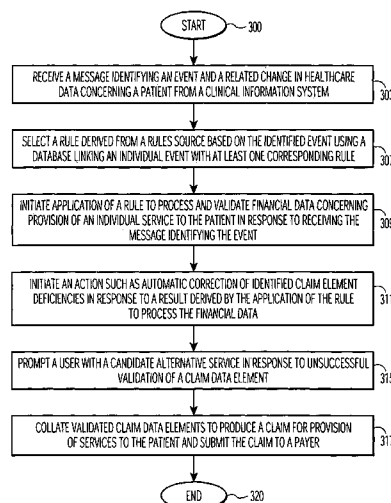 START
300
RECEIVE A MESSAGE IDENTIFYING AN EVENT AND A RELATED CHANGE IN HEALTHCARE
DATA CONCERNING A PATIENT FROM A CLINICAL INFORMATION SYSTEM
SELECT A RULE DERIVED FROM A RULES SOURCE BASED ON THE IDENTIFIED EVENT USING A
DATABASE LINKING AN INDIVIDUAL EVENT WITH AT LEAST ONE CORRESPONDING RULE
307
INITIATE APPLICATION OF A RULE TO PROCESS AND VALIDATE FINANCIAL DATA CONCERNING
PROVISION OF AN INDIVIDUAL SERVICE TO THE PATIENT IN RESPONSE TO RECEIVING THE
MESSAGE IDENTIFYING THE EVENT
309
INITIATE AN ACTION SUCH AS AUTOMATIC CORRECTION OF IDENTIFIED CLAIM ELEMENT
DEFICIENCIES IN RESPONSE TO A RESULT DERIVED BY THE APPLICATION OF THE RULE
TO PROCESS THE FINANCIAL DATA
311
PROMPT A USER WITH A CANDIDATE ALTERNATIVE SERVICE IN RESPONSE TO UNSUCCESSFUL
VALIDATION OF A CLAIM DATA ELEMENT
315
COLLATE VALIDATED CLAIM DATA ELEMENTS TO PRODUCE A CLAIM FOR PROVISION
OF SERVICES TO THE PATIENT AND SUBMIT THE CLAIM TO A PAYER
317
END
320